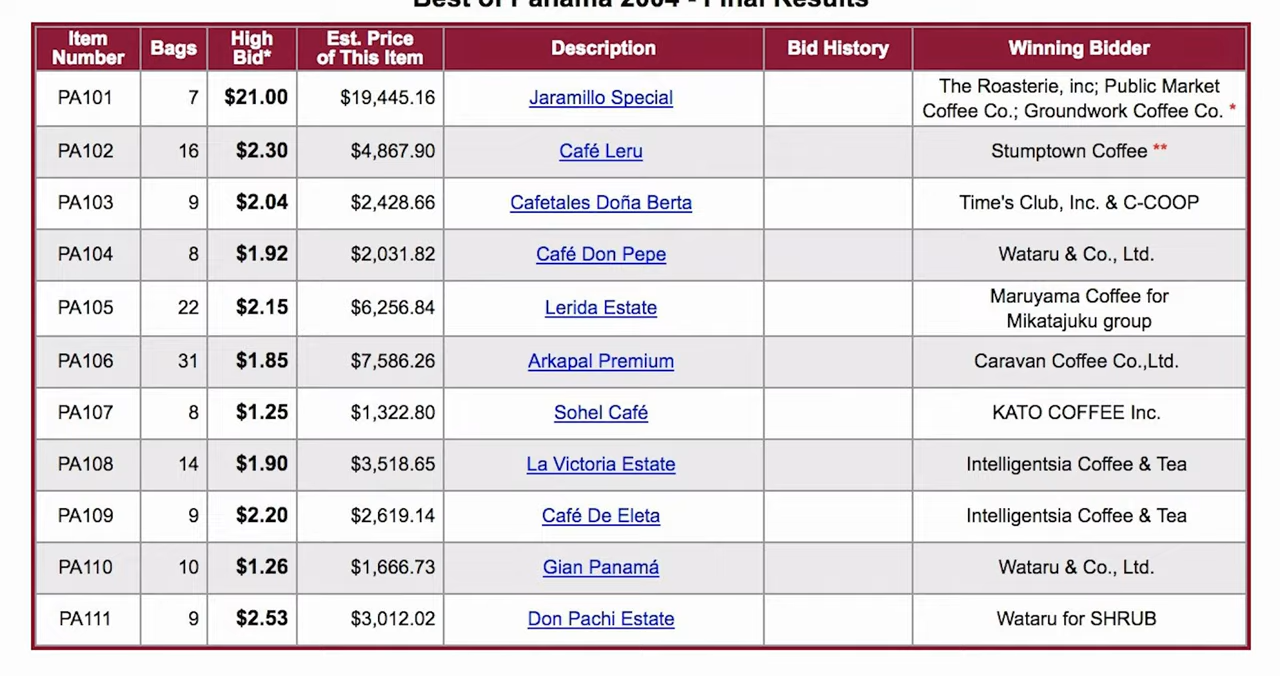 Best of Panama 2004 - Final Results
Item Number Bags High Bid* Est. Price of This Item Description Bid History Winning Bidder
PA101 7 $21.00 $19,445.16 Jaramillo Special The Roasterie, inc; Public Market Coffee Co.; Groundwork Coffee Co. *
PA102 16 $2.30 $4,867.90 Café Leru Stumptown Coffee **
PA103 9 $2.04 $2,428.66 Cafetales Doña Berta Time's Club, Inc. & C-COOP
PA104 8 $1.92 $2,031.82 Café Don Pepe Wataru & Co., Ltd.
PA105 22 $2.15 $6,256.84 Lerida Estate Maruyama Coffee for Mikatajuku group
PA106 31 $1.85 $7,586.26 Arkapal Premium Caravan Coffee Co.,Ltd.
PA107 8 $1.25 $1,322.80 Sohel Café KATO COFFEE Inc.
PA108 14 $1.90 $3,518.65 La Victoria Estate Intelligentsia Coffee & Tea
PA109 9 $2.20 $2,619.14 Café De Eleta Intelligentsia Coffee & Tea
PA110 10 $1.26 $1,666.73 Gian Panamá Wataru & Co., Ltd.
PA111 9 $2.53 $3,012.02 Don Pachi Estate Wataru for SHRUB